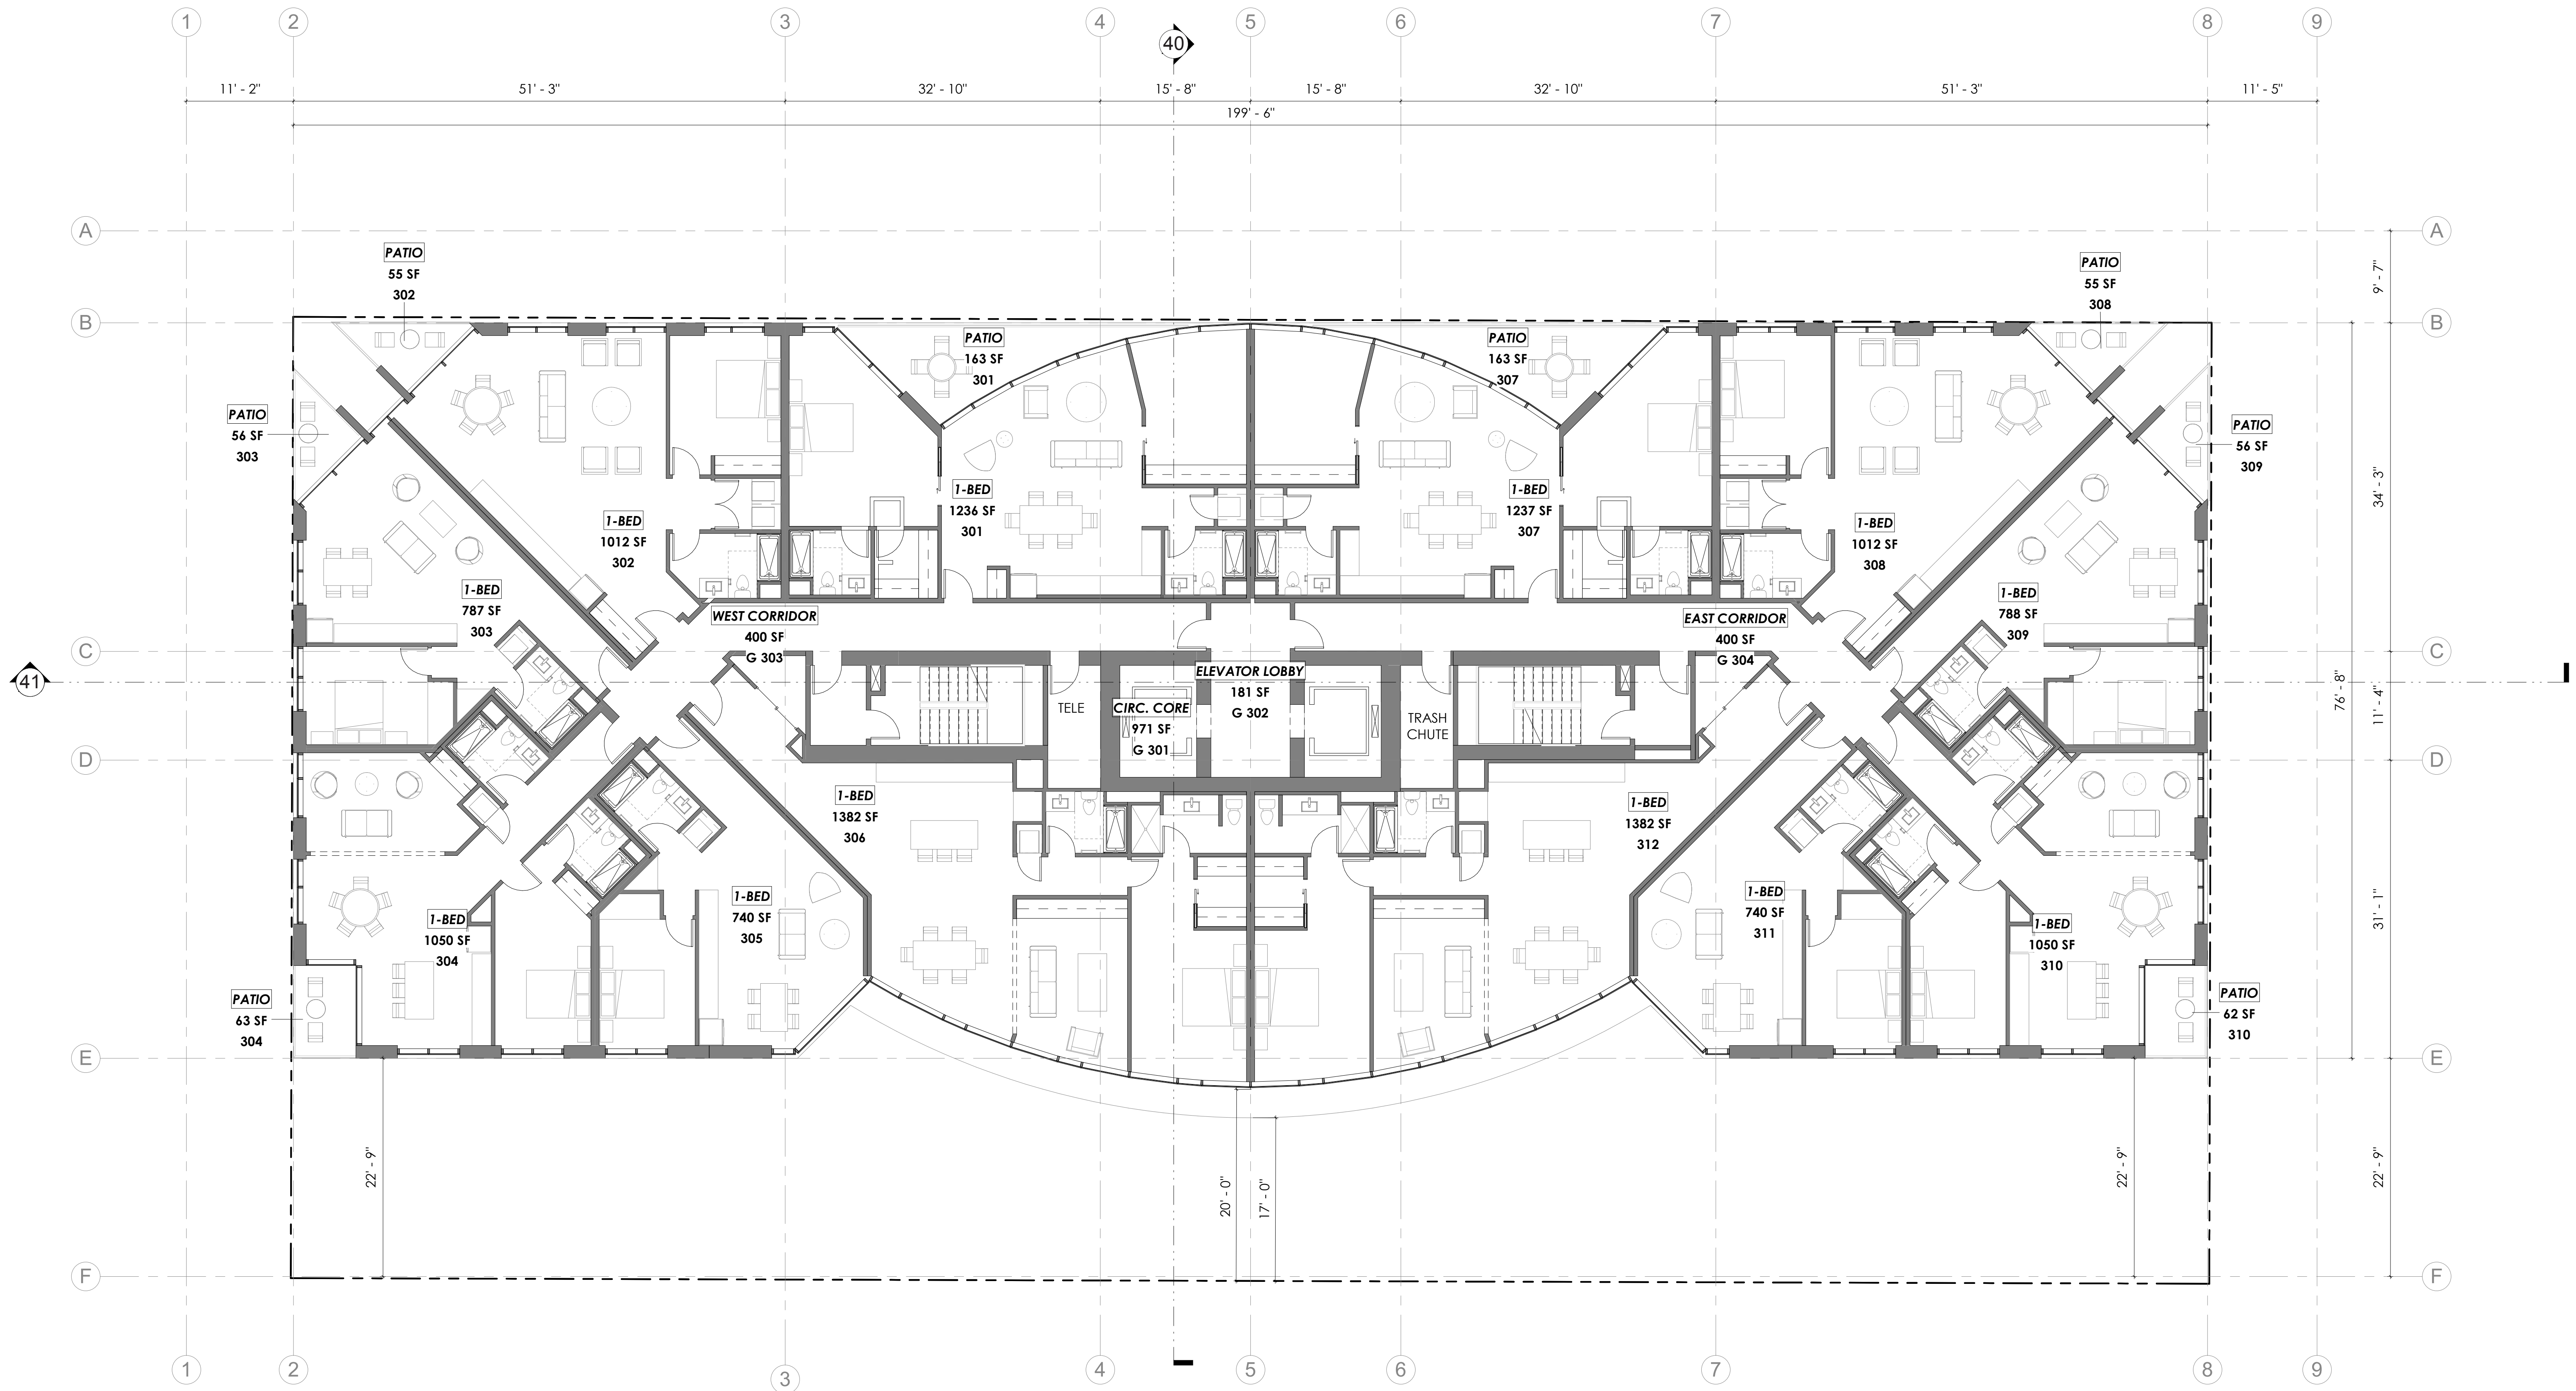 1 2 3 4 5 6 7 8 9
40
11' - 2" 51' - 3" 32' - 10" 15' - 8" 15' - 8" 32' - 10" 51' - 3" 11' - 5"
199' - 6"
A A
PATIO
55 SF
302
PATIO
55 SF
308
9' - 7"
B B
PATIO
163 SF
301
PATIO
163 SF
307
PATIO
56 SF
303
PATIO
56 SF
309
34' - 3"
1-BED
1236 SF
301
1-BED
1237 SF
307
1-BED
1012 SF
302
1-BED
1012 SF
308
1-BED
787 SF
303
1-BED
788 SF
309
WEST CORRIDOR
400 SF
G 303
EAST CORRIDOR
400 SF
G 304
C C
41
ELEVATOR LOBBY
181 SF
G 302
TELE
CIRC. CORE
971 SF
G 301
TRASH
CHUTE
11' - 4"
76' - 8"
D D
1-BED
1382 SF
306
1-BED
1382 SF
312
1-BED
740 SF
305
1-BED
740 SF
311
1-BED
1050 SF
304
1-BED
1050 SF
310
31' - 1"
PATIO
63 SF
304
PATIO
62 SF
310
E E
22' - 9"
20' - 0"
17' - 0"
22' - 9"
22' - 9"
F F
1 2 3 4 5 6 7 8 9